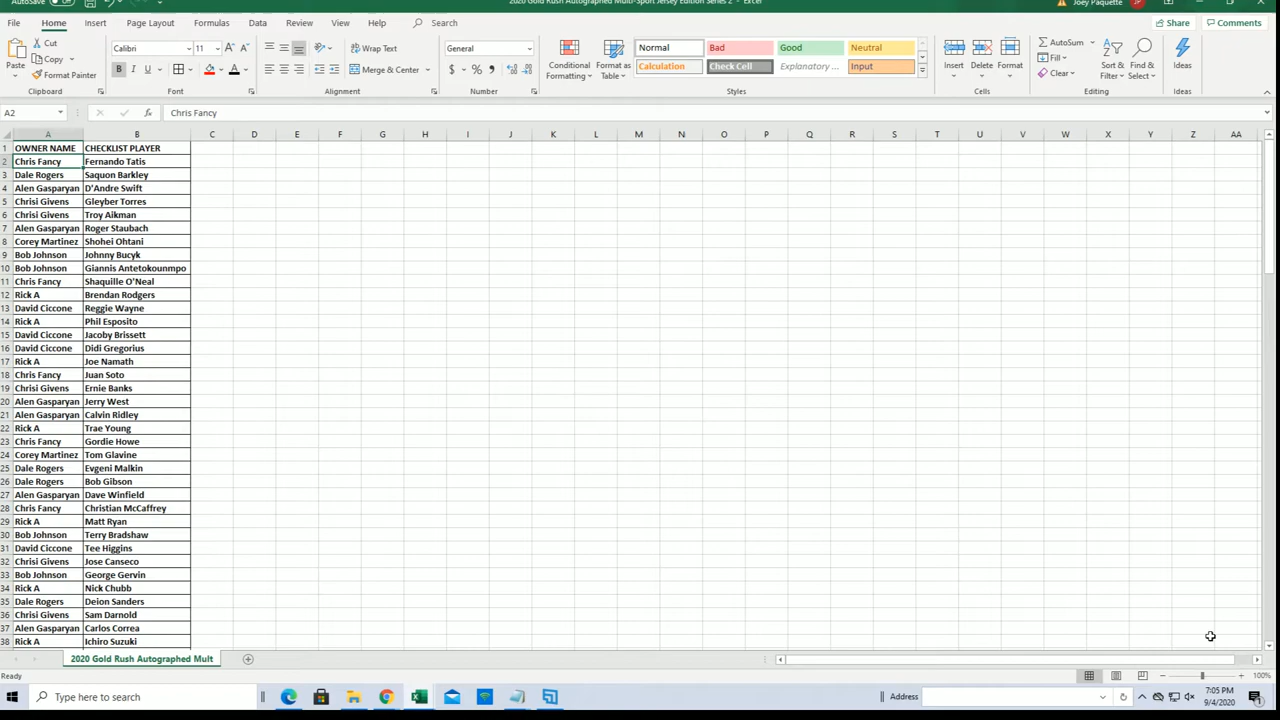 AutoSave
2020 Gold Rush Autographed Multi-Sport Jersey Edition Series 2 - Excel
Joey Paquette
JP
File Home Insert Page Layout Formulas Data Review View Help Search
Share Comments
Cut
Copy
Format Painter
Paste
Clipboard
Calibri 11
B I U
Font
Wrap Text
Merge & Center
Alignment
General
$ % ,
Number
Conditional Formatting
Format as Table
Normal Bad Good Neutral
Calculation Check Cell Explanatory ... Input
Styles
Insert Delete Format
Cells
AutoSum
Fill
Clear
Sort & Filter
Find & Select
Editing
Ideas
Ideas
A2 fx Chris Fancy
A B C D E F G H I J K L M N O P Q R S T U V W X Y Z AA
1 OWNER NAME CHECKLIST PLAYER
2 Chris Fancy Fernando Tatis
3 Dale Rogers Saquon Barkley
4 Alen Gasparyan D'Andre Swift
5 Chrisi Givens Gleyber Torres
6 Chrisi Givens Troy Aikman
7 Alen Gasparyan Roger Staubach
8 Corey Martinez Shohei Ohtani
9 Bob Johnson Johnny Bucyk
10 Bob Johnson Giannis Antetokounmpo
11 Chris Fancy Shaquille O'Neal
12 Rick A Brendan Rodgers
13 David Ciccone Reggie Wayne
14 Rick A Phil Esposito
15 David Ciccone Jacoby Brissett
16 David Ciccone Didi Gregorius
17 Rick A Joe Namath
18 Chris Fancy Juan Soto
19 Chrisi Givens Ernie Banks
20 Alen Gasparyan Jerry West
21 Alen Gasparyan Calvin Ridley
22 Rick A Trae Young
23 Chris Fancy Gordie Howe
24 Corey Martinez Tom Glavine
25 Dale Rogers Evgeni Malkin
26 Dale Rogers Bob Gibson
27 Alen Gasparyan Dave Winfield
28 Chris Fancy Christian McCaffrey
29 Rick A Matt Ryan
30 Bob Johnson Terry Bradshaw
31 David Ciccone Tee Higgins
32 Chrisi Givens Jose Canseco
33 Bob Johnson George Gervin
34 Rick A Nick Chubb
35 Dale Rogers Deion Sanders
36 Chrisi Givens Sam Darnold
37 Alen Gasparyan Carlos Correa
38 Rick A Ichiro Suzuki
2020 Gold Rush Autographed Mult
Ready
100%
Type here to search
Address
7:05 PM
9/4/2020